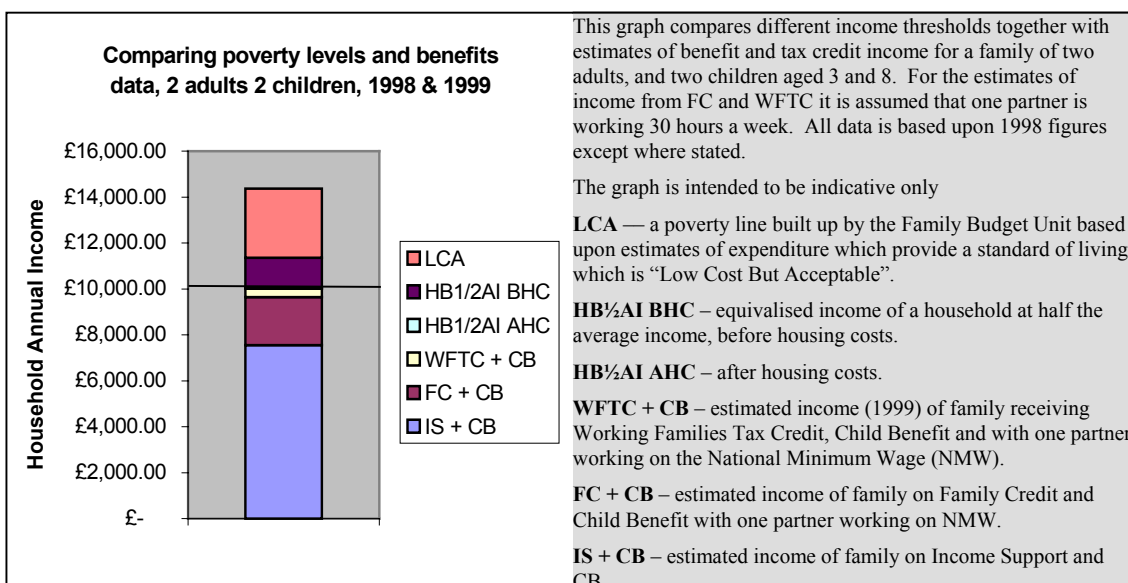 Comparing poverty levels and benefits
data, 2 adults 2 children, 1998 & 1999
Household Annual Income
£16,000.00
£14,000.00
£12,000.00
£10,000.00
£8,000.00
£6,000.00
£4,000.00
£2,000.00
£-
LCA
HB1/2AI BHC
HB1/2AI AHC
WFTC + CB
FC + CB
IS + CB
This graph compares different income thresholds together with
estimates of benefit and tax credit income for a family of two
adults, and two children aged 3 and 8. For the estimates of
income from FC and WFTC it is assumed that one partner is
working 30 hours a week. All data is based upon 1998 figures
except where stated.
The graph is intended to be indicative only
LCA — a poverty line built up by the Family Budget Unit based
upon estimates of expenditure which provide a standard of living
which is “Low Cost But Acceptable”.
HB½AI BHC – equivalised income of a household at half the
average income, before housing costs.
HB½AI AHC – after housing costs.
WFTC + CB – estimated income (1999) of family receiving
Working Families Tax Credit, Child Benefit and with one partner
working on the National Minimum Wage (NMW).
FC + CB – estimated income of family on Family Credit and
Child Benefit with one partner working on NMW.
IS + CB – estimated income of family on Income Support and
CB